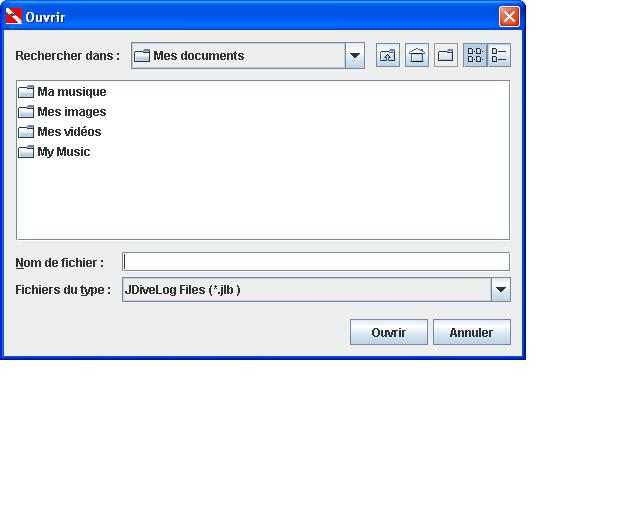 Ouvrir
Rechercher dans : Mes documents
Ma musique
Mes images
Mes vidéos
My Music
Nom de fichier :
Fichiers du type : JDiveLog Files (*.jlb )
Ouvrir Annuler